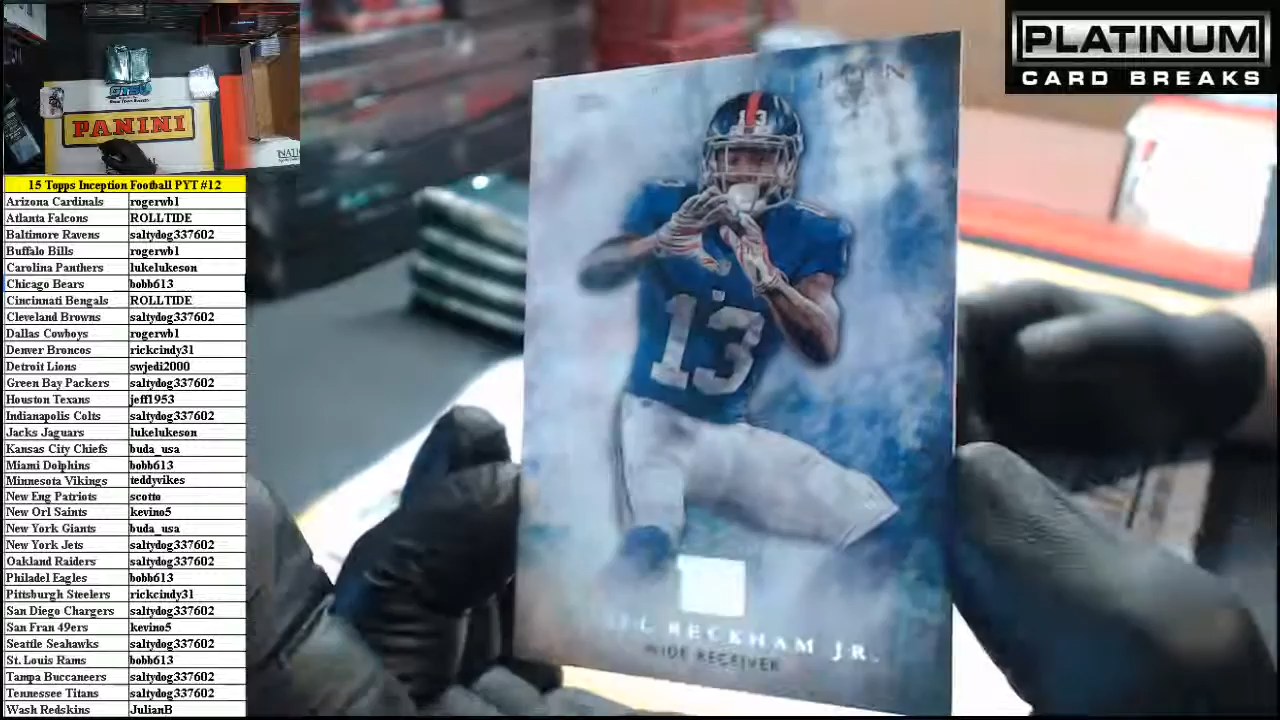 PLATINUM
CARD BREAKS
PANINI
15 Topps Inception Football PYT #12
Arizona Cardinals rogerwb1
Atlanta Falcons ROLLTIDE
Baltimore Ravens saltydog337602
Buffalo Bills rogerwb1
Carolina Panthers lukelukeson
Chicago Bears bobb613
Cincinnati Bengals ROLLTIDE
Cleveland Browns saltydog337602
Dallas Cowboys rogerwb1
Denver Broncos rickcindy31
Detroit Lions swjedi2000
Green Bay Packers saltydog337602
Houston Texans jeff1953
Indianapolis Colts saltydog337602
Jacks Jaguars lukelukeson
Kansas City Chiefs buda_usa
Miami Dolphins bobb613
Minnesota Vikings teddyvikes
New Eng Patriots scotto
New Orl Saints kevino5
New York Giants buda_usa
New York Jets saltydog337602
Oakland Raiders saltydog337602
Philadel Eagles bobb613
Pittsburgh Steelers rickcindy31
San Diego Chargers saltydog337602
San Fran 49ers kevino5
Seattle Seahawks saltydog337602
St. Louis Rams bobb613
Tampa Buccaneers saltydog337602
Tennessee Titans saltydog337602
Wash Redskins JulianB
13
13
BECKHAM JR.
WIDE RECEIVER